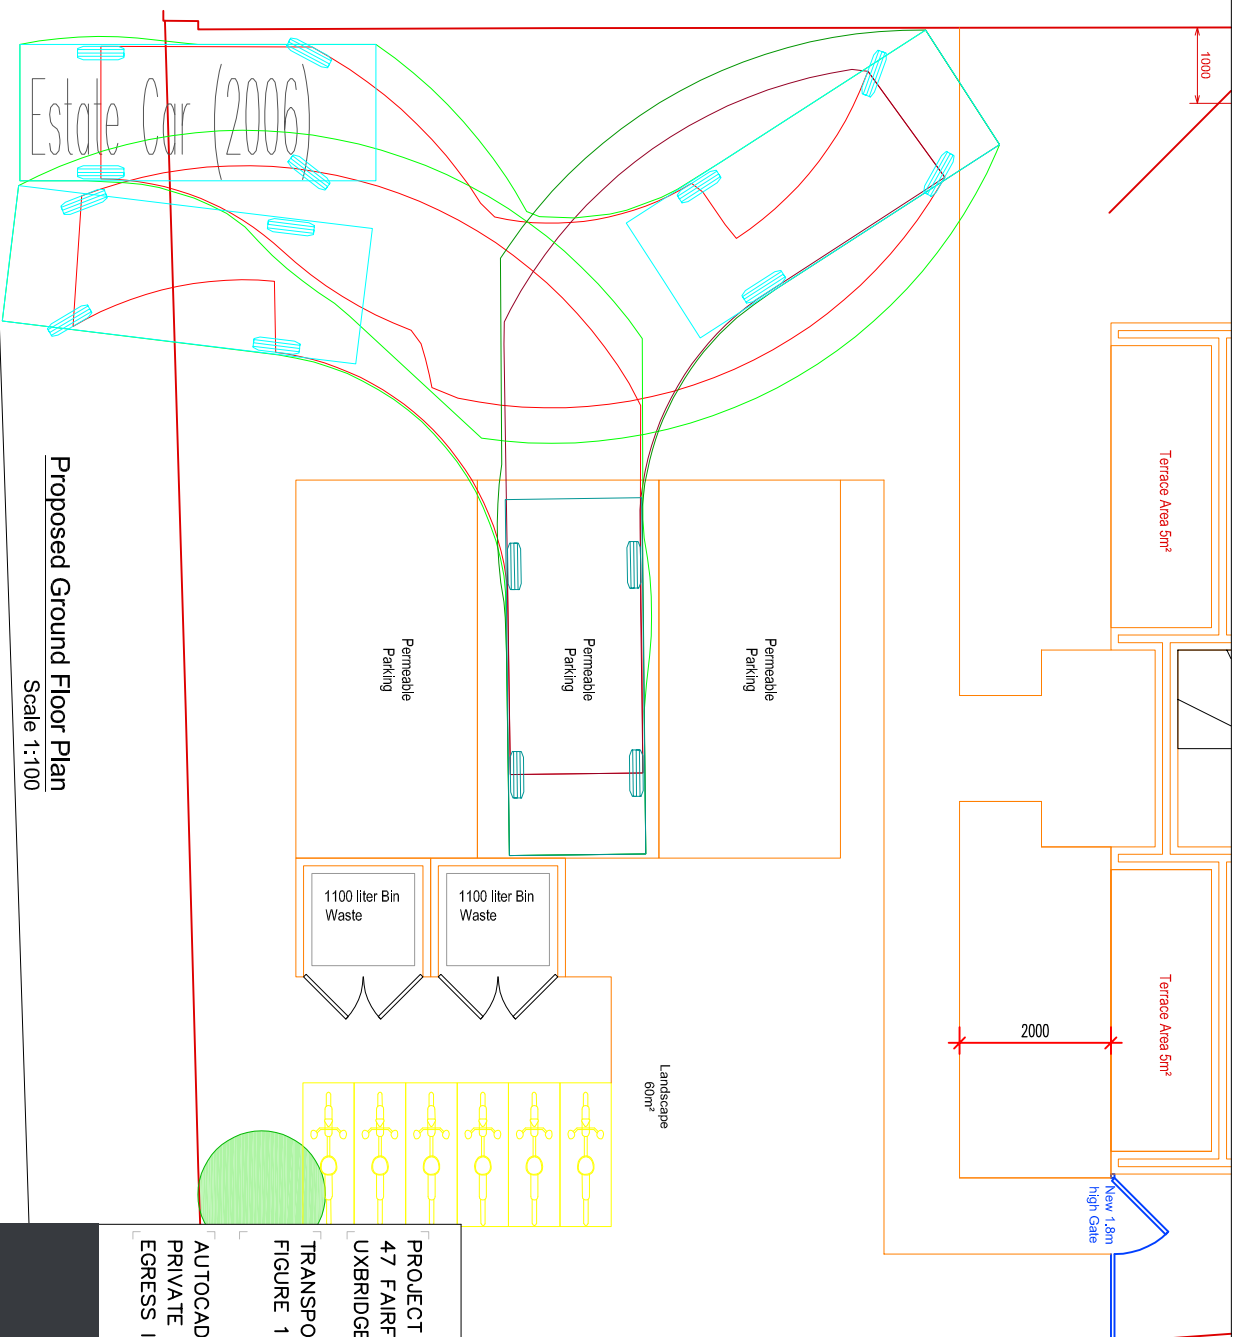 Estate Car (2006)
1000
Terrace Area 5m²
Permeable
Parking
Permeable
Parking
Permeable
Parking
Proposed Ground Floor Plan
Scale 1:100
1100 liter Bin
Waste
1100 liter Bin
Waste
Terrace Area 5m²
2000
Landscape
60m²
New 1.8m
high Gate
PROJECT
47 FAIRF
UXBRIDGE
TRANSPO
FIGURE 1
AUTOCAD
PRIVATE
EGRESS